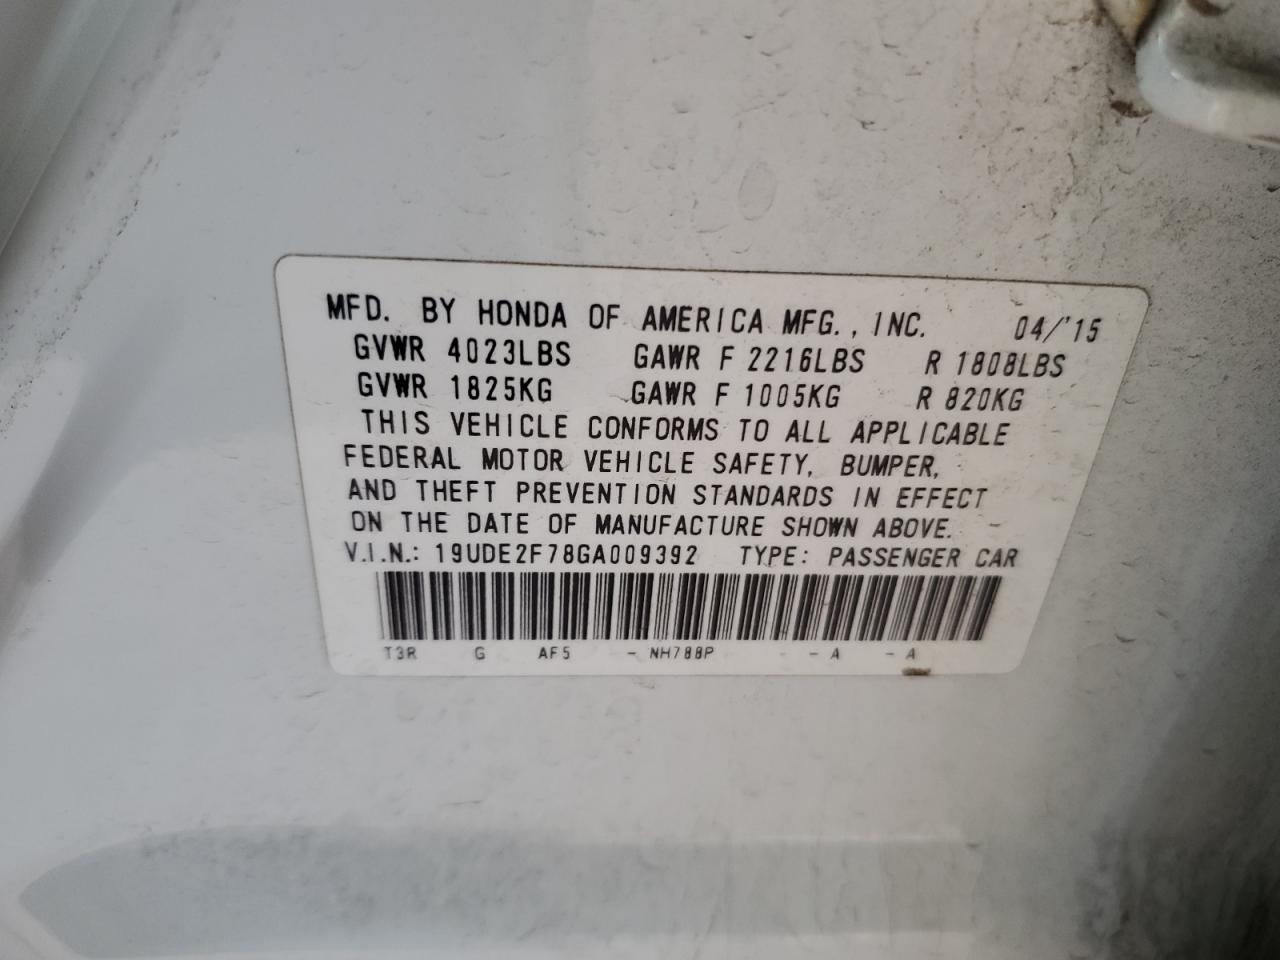 MFD. BY HONDA OF AMERICA MFG., INC. 04/'15
GVWR 4023LBS GAWR F 2216LBS R 1808LBS
GVWR 1825KG GAWR F 1005KG R 820KG
THIS VEHICLE CONFORMS TO ALL APPLICABLE
FEDERAL MOTOR VEHICLE SAFETY, BUMPER,
AND THEFT PREVENTION STANDARDS IN EFFECT
ON THE DATE OF MANUFACTURE SHOWN ABOVE.
V.I.N.: 19UDE2F78GA009392 TYPE: PASSENGER CAR
T3R G AF5 - NH788P - - A - A